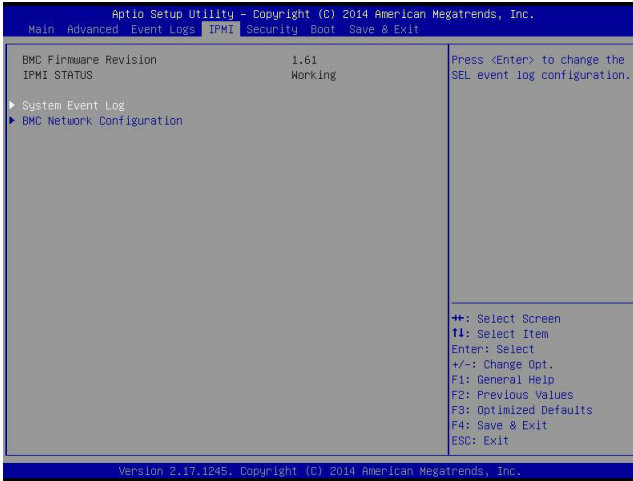 Aptio Setup Utility – Copyright (C) 2014 American Megatrends, Inc.
Main Advanced Event Logs IPMI Security Boot Save & Exit
BMC Firmware Revision 1.61
IPMI STATUS Working
System Event Log
BMC Network Configuration
Press <Enter> to change the
SEL event log configuration.
→←: Select Screen
↑↓: Select Item
Enter: Select
+/-: Change Opt.
F1: General Help
F2: Previous Values
F3: Optimized Defaults
F4: Save & Exit
ESC: Exit
Version 2.17.1245. Copyright (C) 2014 American Megatrends, Inc.